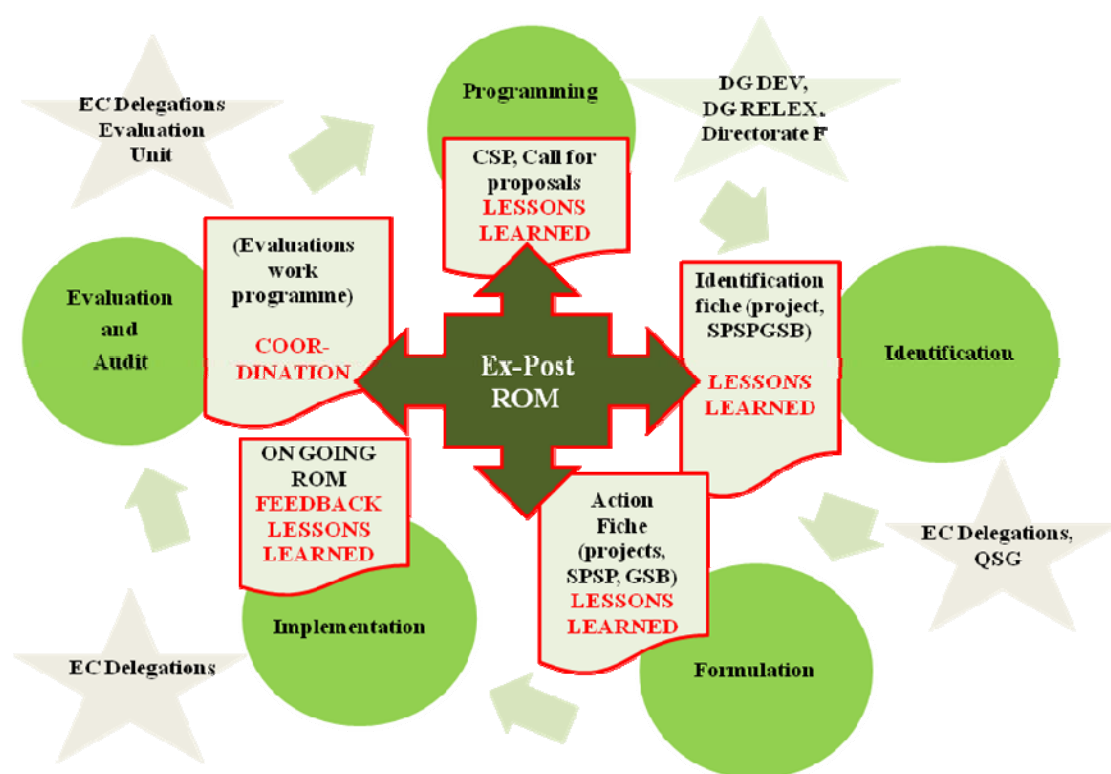 Programming
CSP, Call for
proposals
LESSONS
LEARNED
DG DEV,
DG RELEX.
Directorate F
Identification
fiche (project,
SPSPGSB)
LESSONS
LEARNED
Identification
EC Delegations,
QSG
Action
Fiche
(projects,
SPSP, GSB)
LESSONS
LEARNED
Formulation
ON GOING
ROM
FEEDBACK
LESSONS
LEARNED
Implementation
EC Delegations
(Evaluations
work
programme)
COOR-
DINATION
Evaluation
and
Audit
EC Delegations
Evaluation
Unit
Ex-Post
ROM